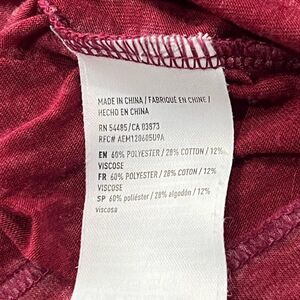 MADE IN CHINA / FABRIQUÉ EN CHINE /
HECHO EN CHINA
RN 54485/CA 03873
RFC# AEM120605U9A
EN 60% POLYESTER / 28% COTTON / 12%
VISCOSE
FR 60% POLYESTER / 28% COTTON / 12%
VISCOSE
SP 60% poliéster / 28% algodón / 12%
viscosa